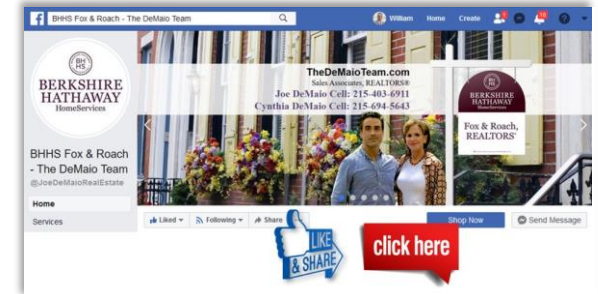 BHHS Fox & Roach - The DeMaio Team
William Home Create
BH
HS
BERKSHIRE
HATHAWAY
HomeServices
TheDeMaioTeam.com
Sales Associates, REALTORS®
Joe DeMaio Cell: 215-403-6911
Cynthia DeMaio Cell: 215-694-5643
BERKSHIRE
HATHAWAY
HomeServices
Fox & Roach,
REALTORS®
BHHS Fox & Roach
- The DeMaio Team
@JoeDeMaioRealEstate
Home
Services
Liked Following Share
Shop Now
Send Message
LIKE
& SHARE
click here